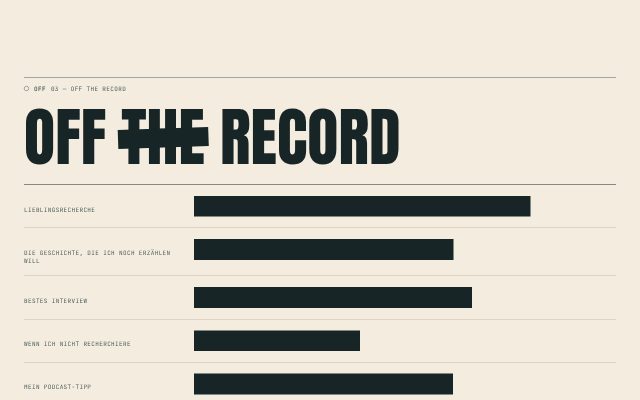 OFF 03 — OFF THE RECORD
OFF THE RECORD
LIEBLINGSRECHERCHE
DIE GESCHICHTE, DIE ICH NOCH ERZÄHLEN
WILL
BESTES INTERVIEW
WENN ICH NICHT RECHERCHIERE
MEIN PODCAST-TIPP